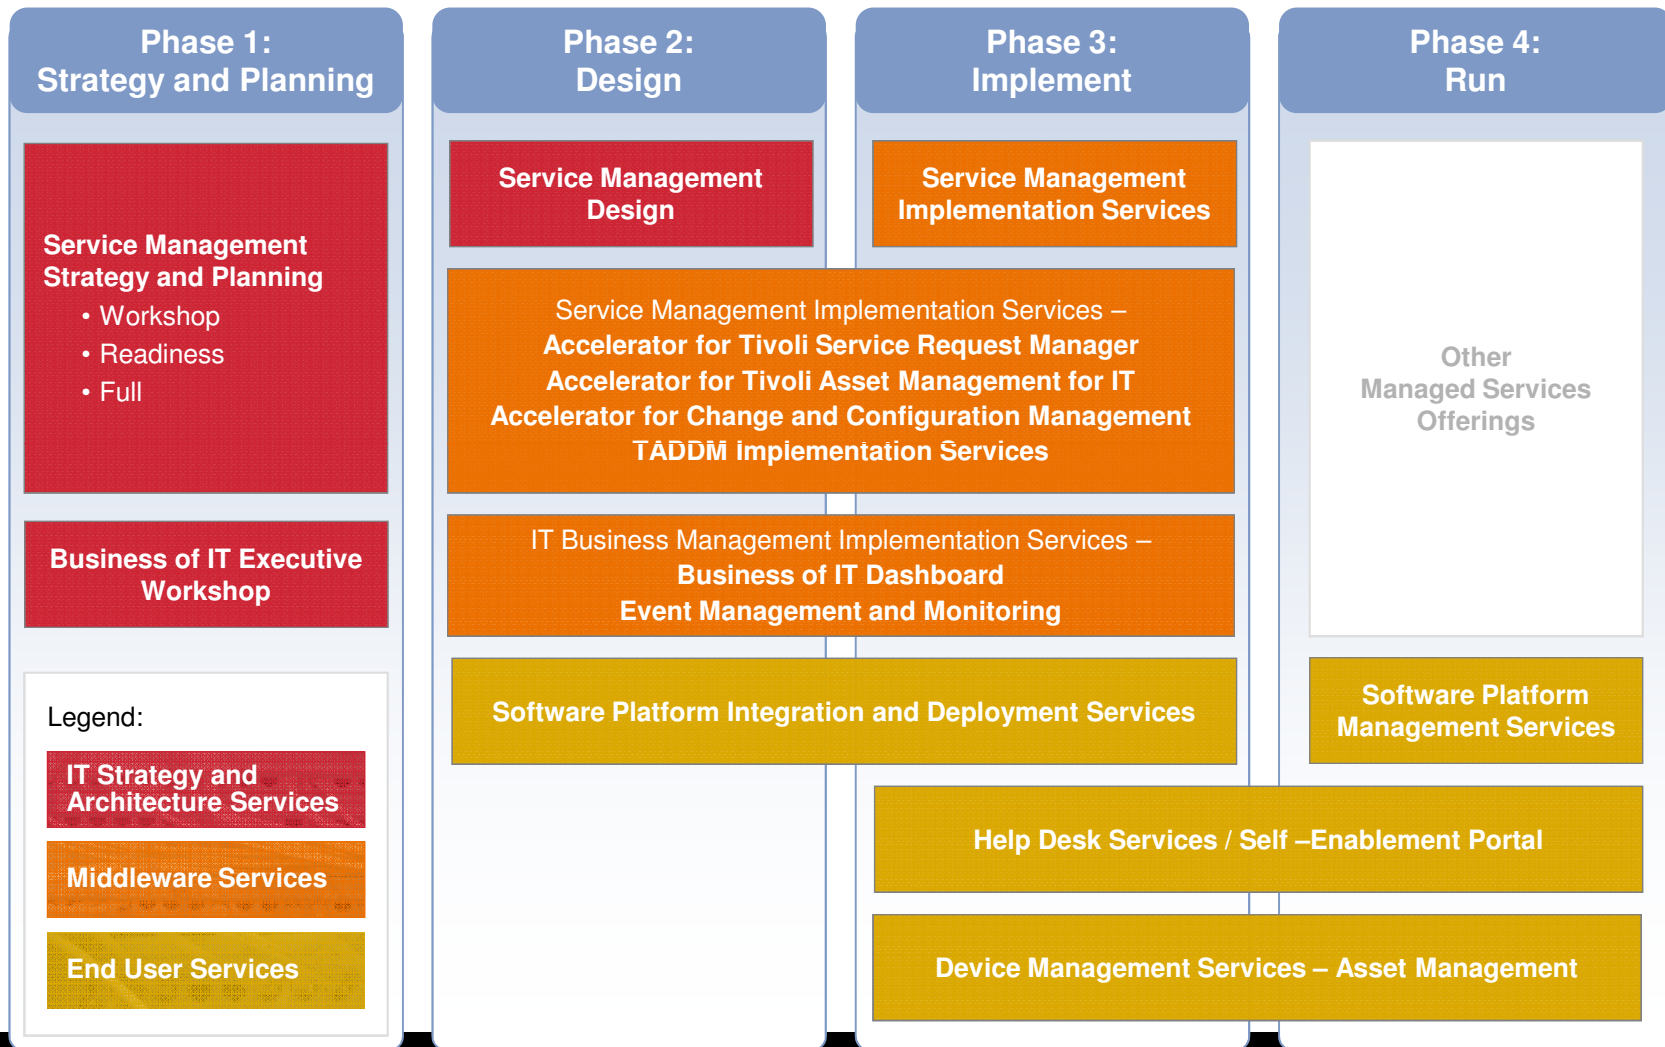 Phase 1:
Strategy and Planning
Service Management
Strategy and Planning
• Workshop
• Readiness
• Full
Business of IT Executive
Workshop
Legend:
IT Strategy and
Architecture Services
Middleware Services
End User Services
Phase 2:
Design
Service Management
Design
Phase 3:
Implement
Service Management
Implementation Services
Service Management Implementation Services –
Accelerator for Tivoli Service Request Manager
Accelerator for Tivoli Asset Management for IT
Accelerator for Change and Configuration Management
TADDM Implementation Services
IT Business Management Implementation Services –
Business of IT Dashboard
Event Management and Monitoring
Software Platform Integration and Deployment Services
Phase 4:
Run
Other
Managed Services
Offerings
Software Platform
Management Services
Help Desk Services / Self –Enablement Portal
Device Management Services – Asset Management